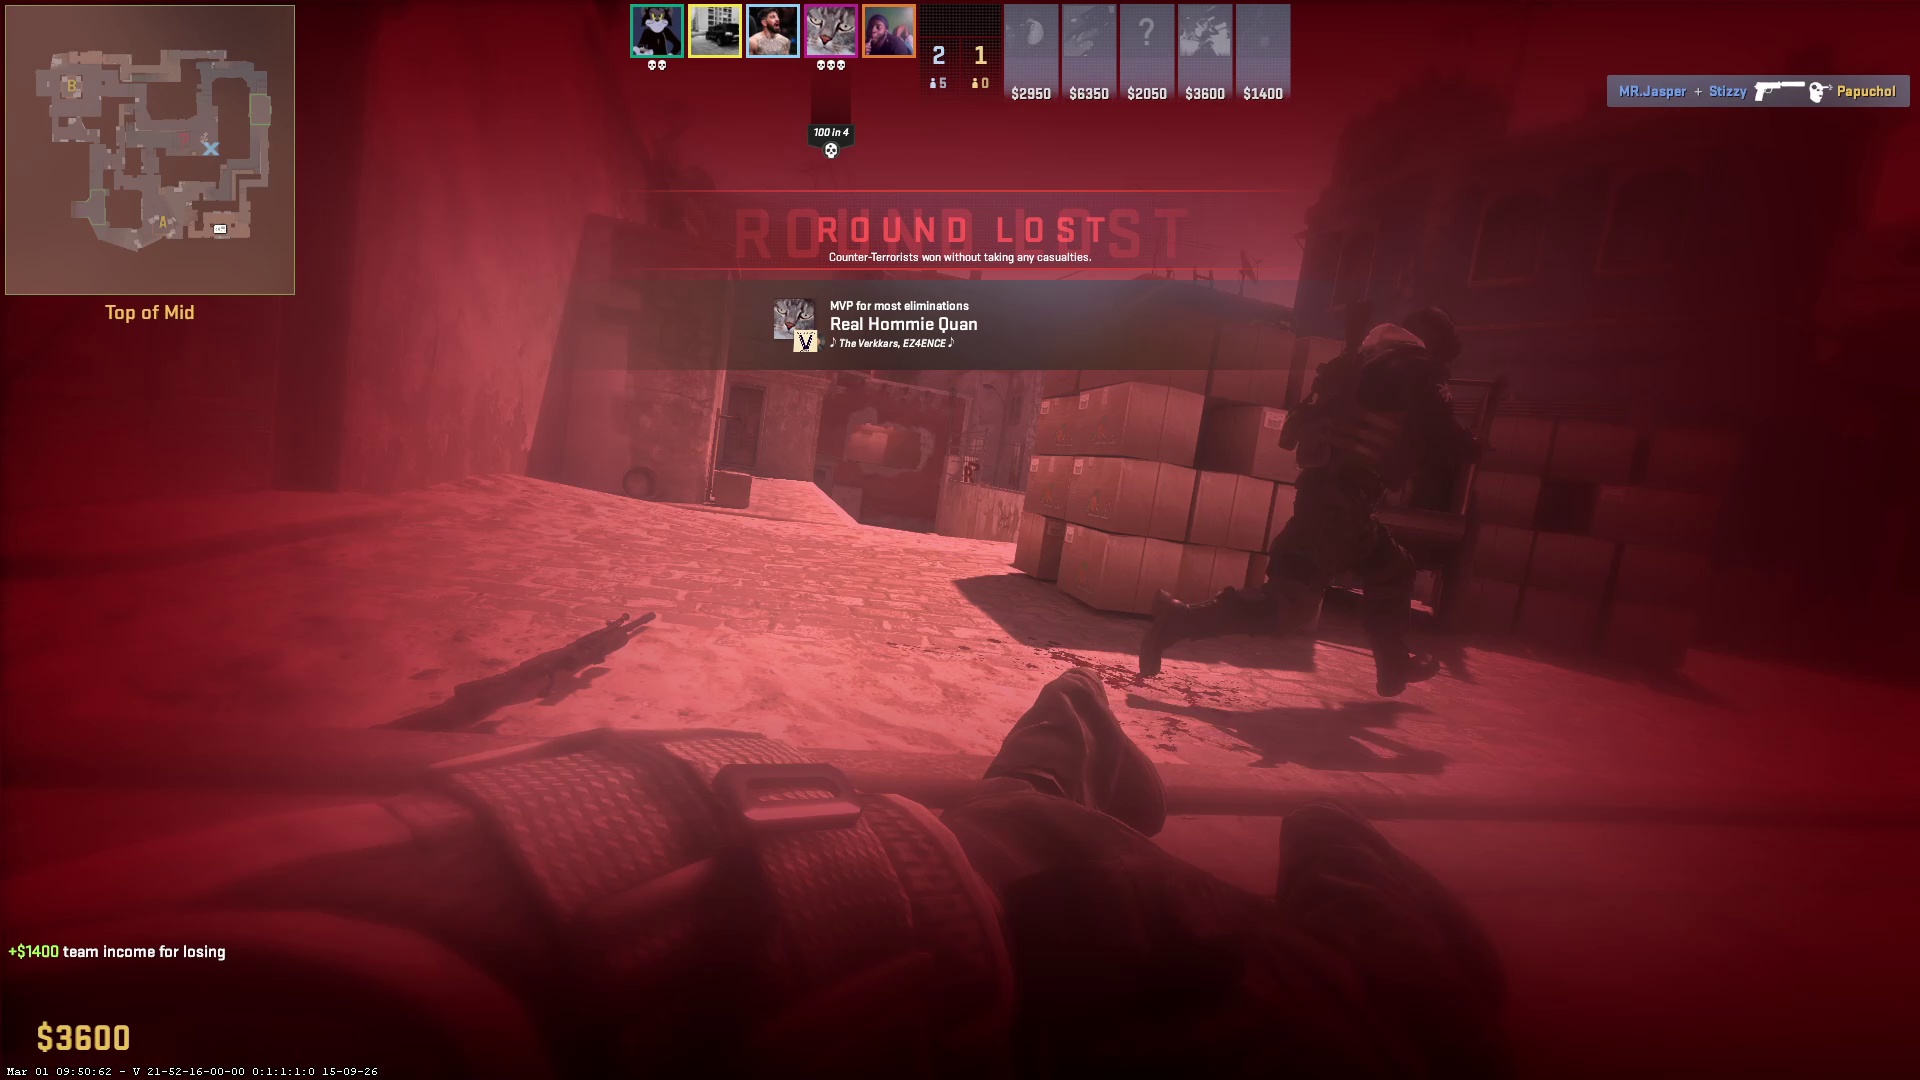 B
A
Top of Mid
2 1
5 0
?
$2950 $6350 $2050 $3600 $1400
100 in 4
MR.Jasper + Stizzy Papuchol
ROUND LOST
ROUND LOST
Counter-Terrorists won without taking any casualties.
MVP for most eliminations
Real Hommie Quan
V
♪ The Verkkars, EZ4ENCE ♪
+$1400 team income for losing
$3600
Mar 01 09:50:62 - V 21-52-16-00-00 0:1:1:1:0 15-09-26